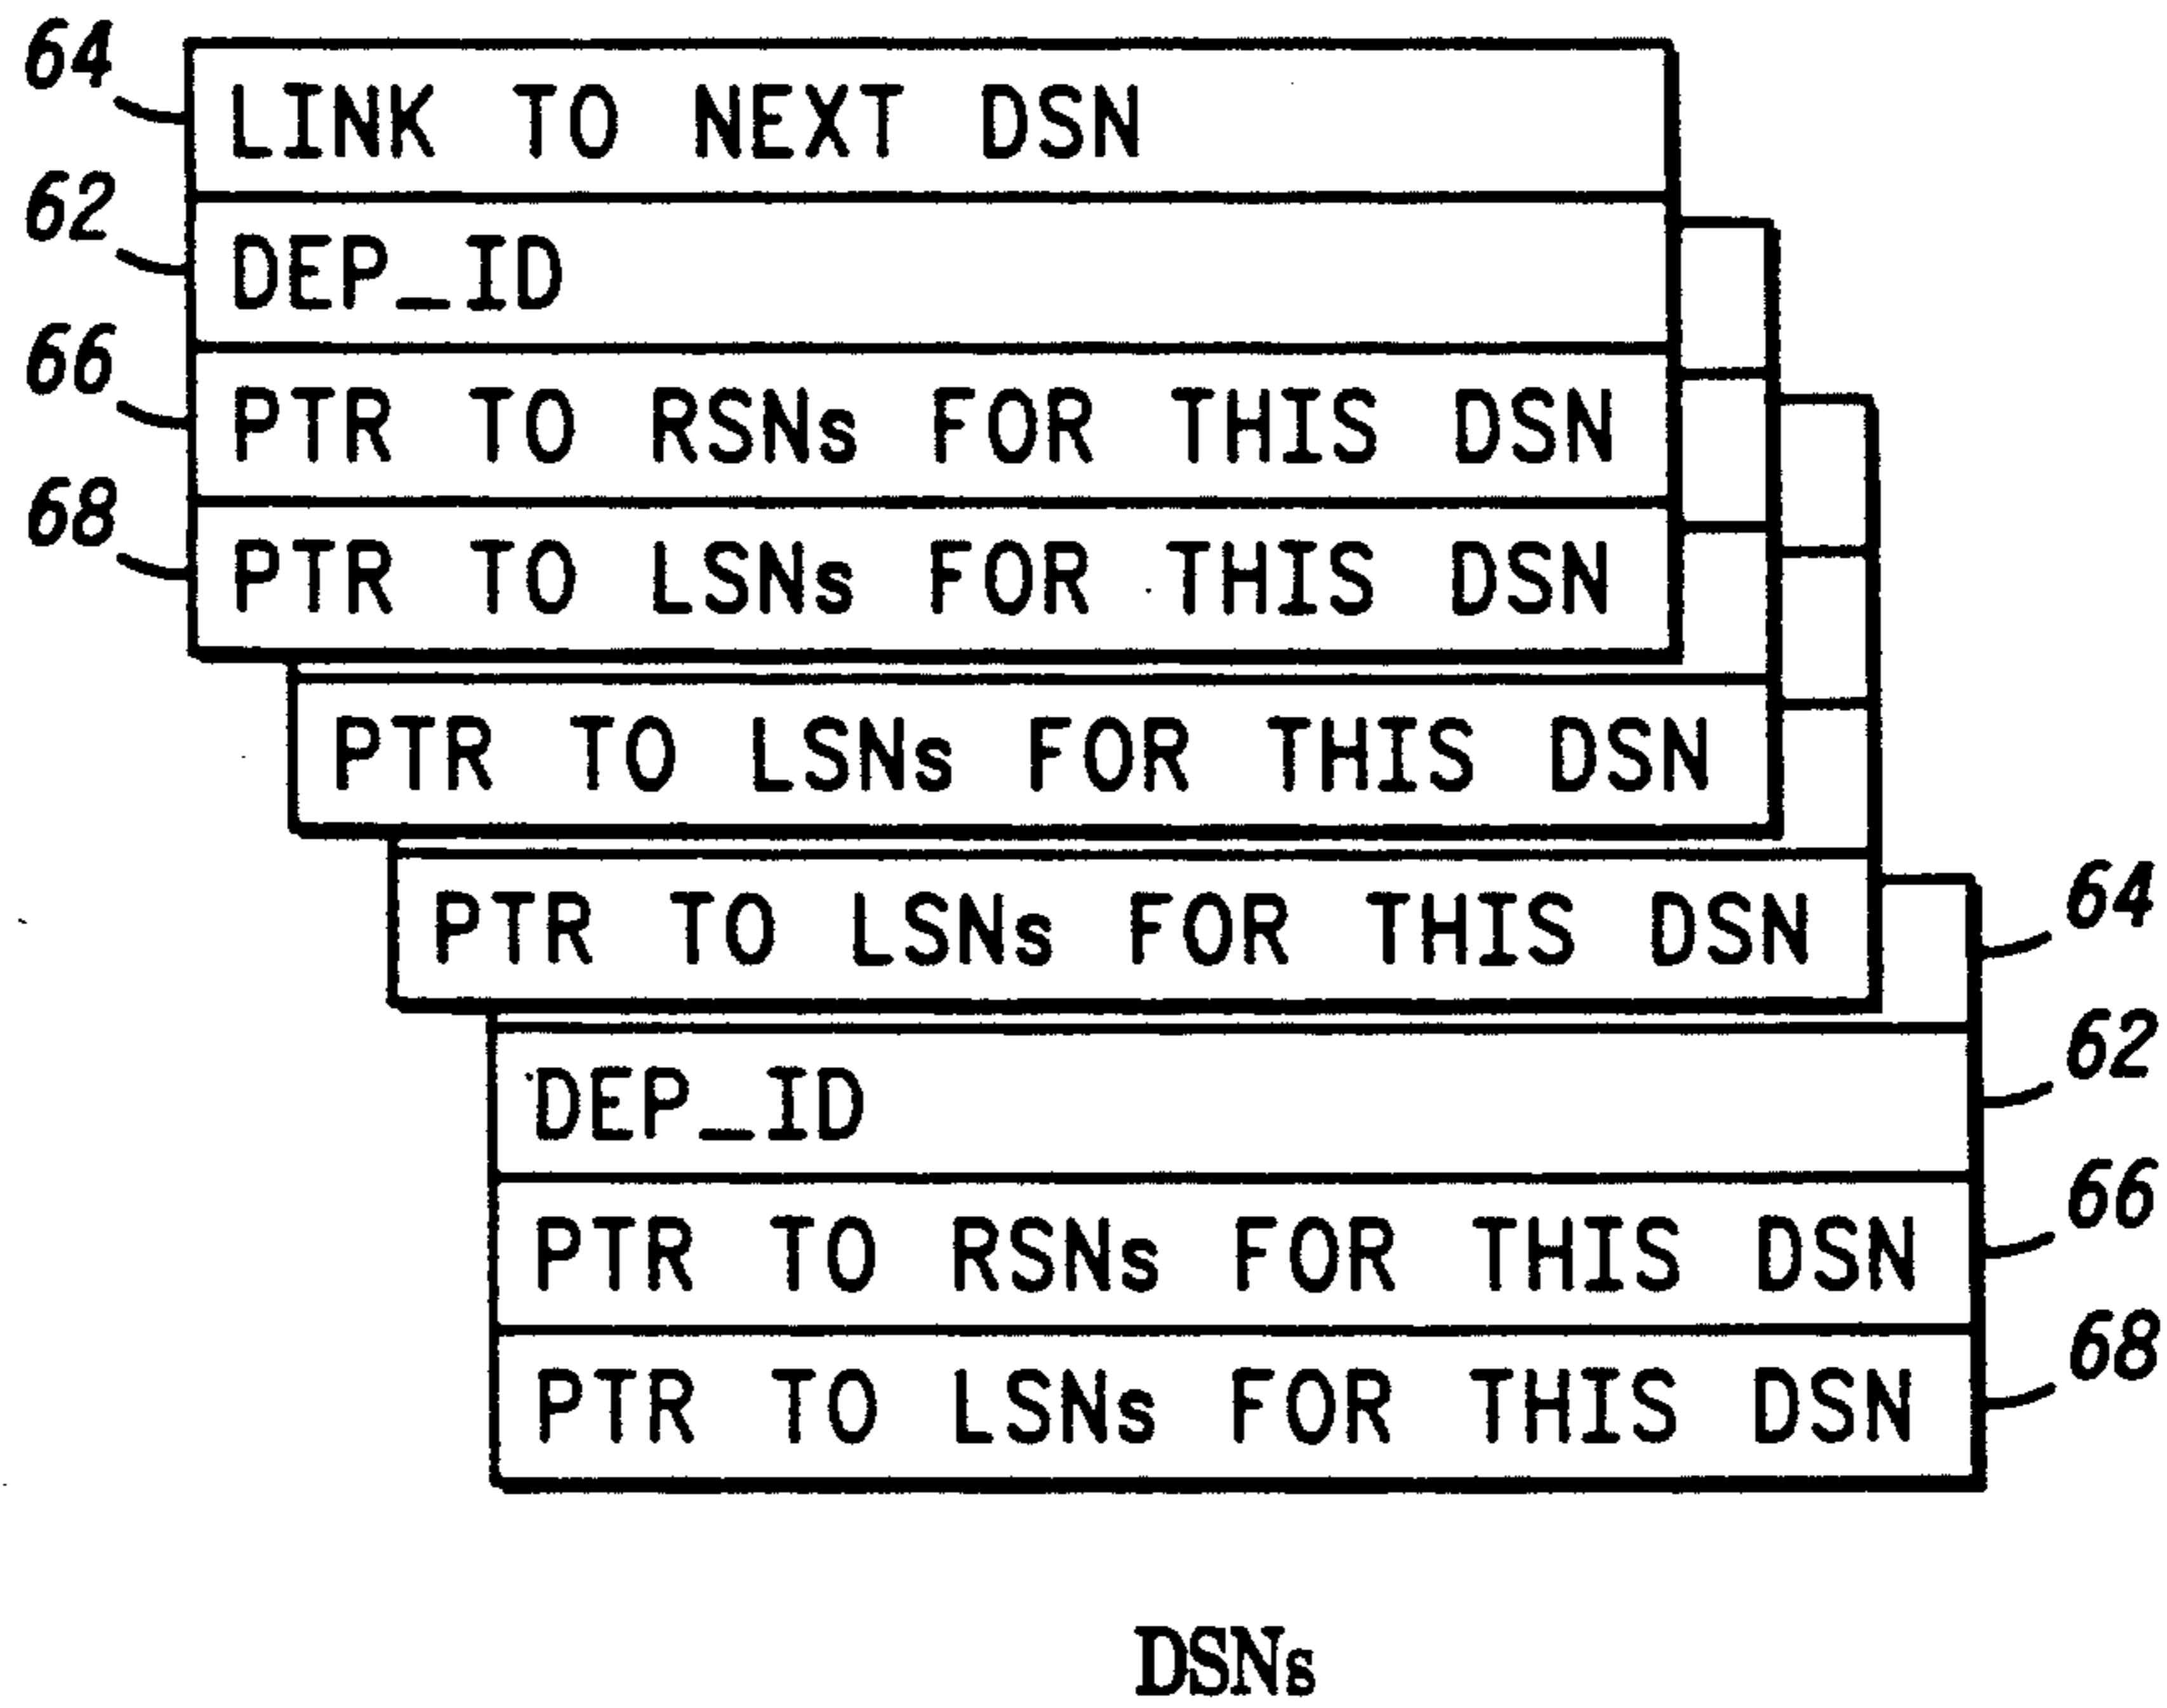 64 LINK TO NEXT DSN
62 DEP_ID
66 PTR TO RSNs FOR THIS DSN
68 PTR TO LSNs FOR THIS DSN
PTR TO LSNs FOR THIS DSN
PTR TO LSNs FOR THIS DSN
64
DEP_ID 62
PTR TO RSNs FOR THIS DSN 66
PTR TO LSNs FOR THIS DSN 68
DSNs